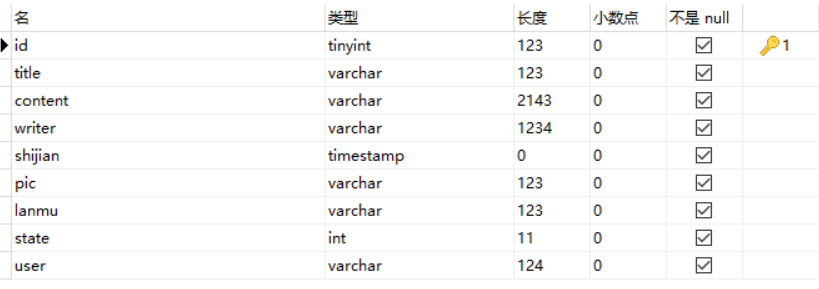 名 类型 长度 小数点 不是 null
id tinyint 123 0 1
title varchar 123 0
content varchar 2143 0
writer varchar 1234 0
shijian timestamp 0 0
pic varchar 123 0
lanmu varchar 123 0
state int 11 0
user varchar 124 0